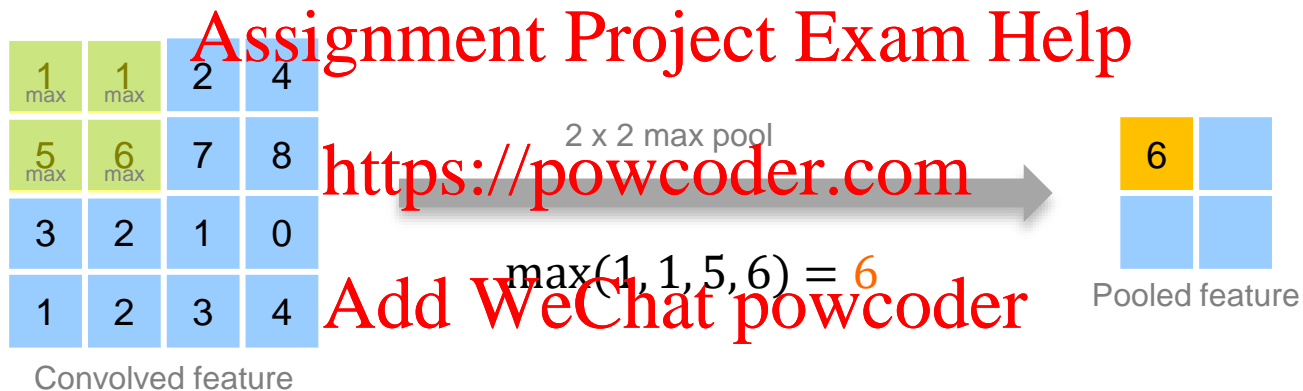 Assignment Project Exam Help
1 1 2 4
max max
5 6 7 8
max max
3 2 1 0
1 2 3 4
Convolved feature
2 x 2 max pool
https://powcoder.com
max(1, 1, 5, 6) = 6
Add WeChat powcoder
6
Pooled feature